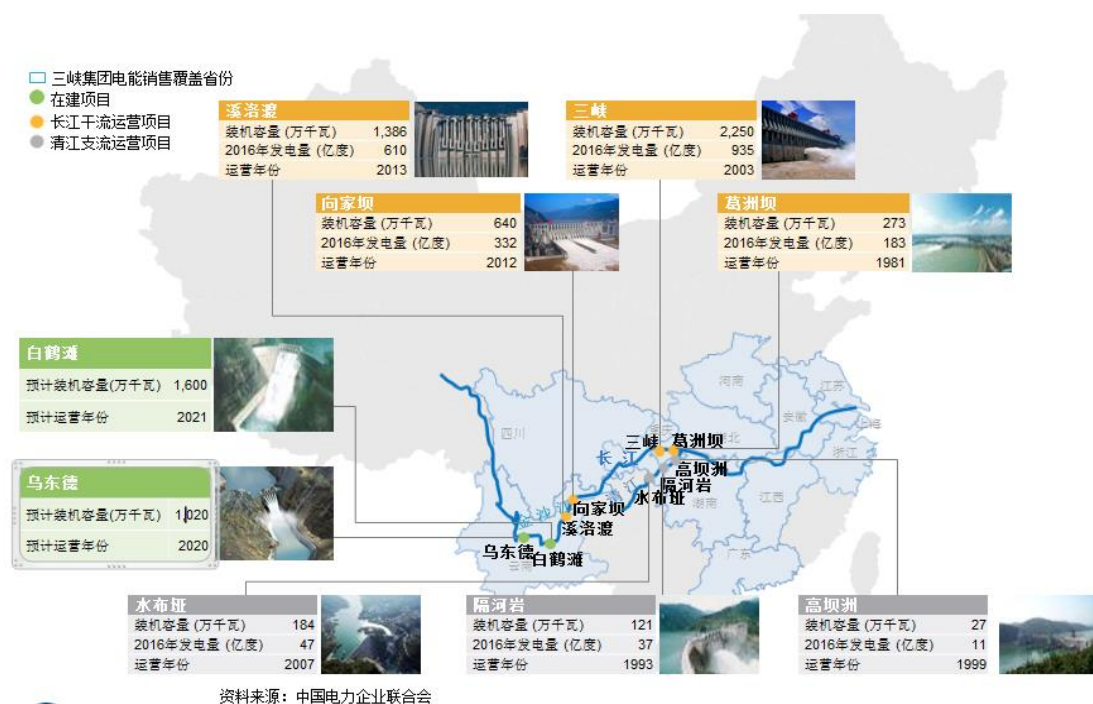 三峡集团电能销售覆盖省份
在建项目
长江干流运营项目
清江支流运营项目
溪洛渡
装机容量 (万千瓦) 1,386
2016年发电量 (亿度) 610
运营年份 2013
三峡
装机容量 (万千瓦) 2,250
2016年发电量 (亿度) 935
运营年份 2003
向家坝
装机容量 (万千瓦) 640
2016年发电量 (亿度) 332
运营年份 2012
葛洲坝
装机容量 (万千瓦) 273
2016年发电量 (亿度) 183
运营年份 1981
白鹤滩
预计装机容量(万千瓦) 1,600
预计运营年份 2021
乌东德
预计装机容量(万千瓦) 1,020
预计运营年份 2020
河南
江苏
安徽
上海
四川
重庆
湖北
浙江
三峡
葛洲坝
长江
高坝洲
清江
隔河岩
水布垭
湖南
江西
金沙江
向家坝
溪洛渡
乌东德
白鹤滩
云南
广东
水布垭
装机容量 (万千瓦) 184
2016年发电量 (亿度) 47
运营年份 2007
隔河岩
装机容量 (万千瓦) 121
2016年发电量 (亿度) 37
运营年份 1993
高坝洲
装机容量 (万千瓦) 27
2016年发电量 (亿度) 11
运营年份 1999
资料来源：中国电力企业联合会